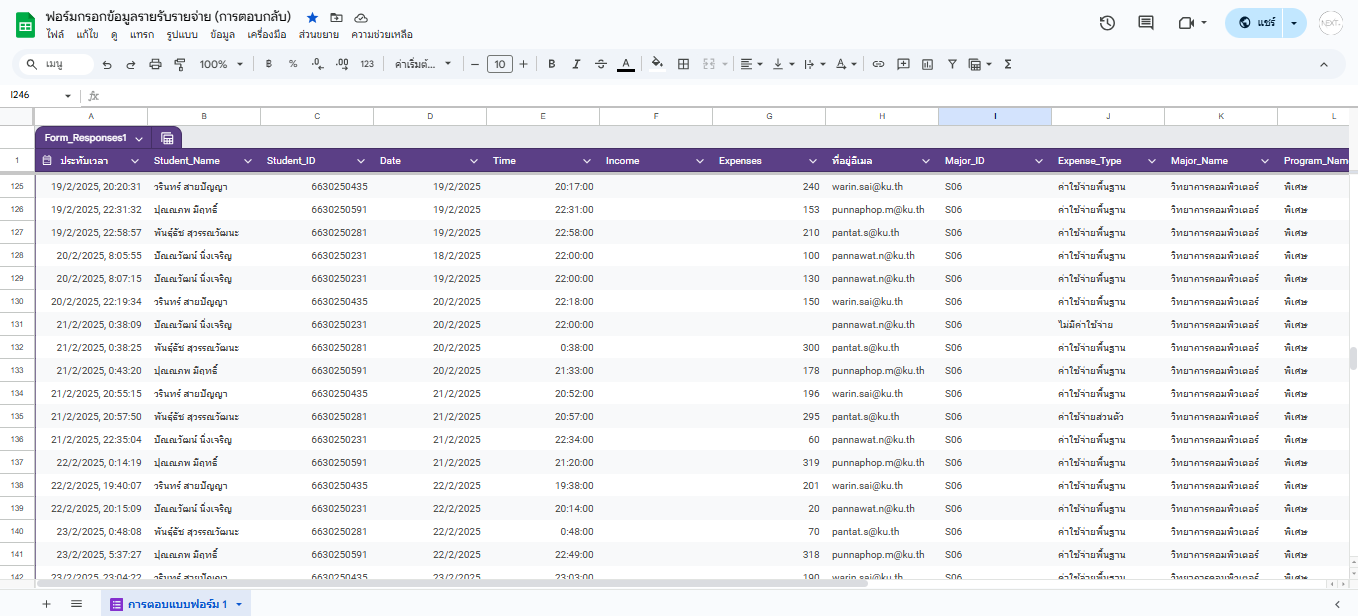 ฟอร์มกรอกข้อมูลรายรับรายจ่าย (การตอบกลับ)
ไฟล์ แก้ไข ดู แทรก รูปแบบ ข้อมูล เครื่องมือ ส่วนขยาย ความช่วยเหลือ
แชร์
NEXT
เมนู 100% ฿ % .0 .00 123 ค่าเริ่มต้... 10 B I S A Σ
I246 fx
A B C D E F G H I J K L
Form_Responses1
1 ประทับเวลา Student_Name Student_ID Date Time Income Expenses ที่อยู่อีเมล Major_ID Expense_Type Major_Name Program_Name
125 19/2/2025, 20:20:31 วรินทร์ สายปัญญา 6630250435 19/2/2025 20:17:00 240 warin.sai@ku.th S06 ค่าใช้จ่ายพื้นฐาน วิทยาการคอมพิวเตอร์ พิเศษ
126 19/2/2025, 22:31:32 ปุณณภพ มีฤทธิ์ 6630250591 19/2/2025 22:31:00 153 punnaphop.m@ku.th S06 ค่าใช้จ่ายพื้นฐาน วิทยาการคอมพิวเตอร์ พิเศษ
127 19/2/2025, 22:58:57 พันธุ์ธัช สุวรรณวัฒนะ 6630250281 19/2/2025 22:58:00 210 pantat.s@ku.th S06 ค่าใช้จ่ายพื้นฐาน วิทยาการคอมพิวเตอร์ พิเศษ
128 20/2/2025, 8:05:55 ปัณณวัฒน์ นิ่งเจริญ 6630250231 18/2/2025 22:00:00 100 pannawat.n@ku.th S06 ค่าใช้จ่ายพื้นฐาน วิทยาการคอมพิวเตอร์ พิเศษ
129 20/2/2025, 8:07:15 ปัณณวัฒน์ นิ่งเจริญ 6630250231 19/2/2025 22:00:00 130 pannawat.n@ku.th S06 ค่าใช้จ่ายพื้นฐาน วิทยาการคอมพิวเตอร์ พิเศษ
130 20/2/2025, 22:19:34 วรินทร์ สายปัญญา 6630250435 20/2/2025 22:18:00 150 warin.sai@ku.th S06 ค่าใช้จ่ายพื้นฐาน วิทยาการคอมพิวเตอร์ พิเศษ
131 21/2/2025, 0:38:09 ปัณณวัฒน์ นิ่งเจริญ 6630250231 20/2/2025 22:00:00 pannawat.n@ku.th S06 ไม่มีค่าใช้จ่าย วิทยาการคอมพิวเตอร์ พิเศษ
132 21/2/2025, 0:38:25 พันธุ์ธัช สุวรรณวัฒนะ 6630250281 20/2/2025 0:38:00 300 pantat.s@ku.th S06 ค่าใช้จ่ายพื้นฐาน วิทยาการคอมพิวเตอร์ พิเศษ
133 21/2/2025, 0:43:20 ปุณณภพ มีฤทธิ์ 6630250591 20/2/2025 21:33:00 178 punnaphop.m@ku.th S06 ค่าใช้จ่ายพื้นฐาน วิทยาการคอมพิวเตอร์ พิเศษ
134 21/2/2025, 20:55:15 วรินทร์ สายปัญญา 6630250435 21/2/2025 20:52:00 196 warin.sai@ku.th S06 ค่าใช้จ่ายพื้นฐาน วิทยาการคอมพิวเตอร์ พิเศษ
135 21/2/2025, 20:57:50 พันธุ์ธัช สุวรรณวัฒนะ 6630250281 21/2/2025 20:57:00 295 pantat.s@ku.th S06 ค่าใช้จ่ายส่วนตัว วิทยาการคอมพิวเตอร์ พิเศษ
136 21/2/2025, 22:35:04 ปัณณวัฒน์ นิ่งเจริญ 6630250231 21/2/2025 22:34:00 60 pannawat.n@ku.th S06 ค่าใช้จ่ายพื้นฐาน วิทยาการคอมพิวเตอร์ พิเศษ
137 22/2/2025, 0:14:19 ปุณณภพ มีฤทธิ์ 6630250591 21/2/2025 21:20:00 319 punnaphop.m@ku.th S06 ค่าใช้จ่ายพื้นฐาน วิทยาการคอมพิวเตอร์ พิเศษ
138 22/2/2025, 19:40:07 วรินทร์ สายปัญญา 6630250435 22/2/2025 19:38:00 201 warin.sai@ku.th S06 ค่าใช้จ่ายพื้นฐาน วิทยาการคอมพิวเตอร์ พิเศษ
139 22/2/2025, 20:15:09 ปัณณวัฒน์ นิ่งเจริญ 6630250231 22/2/2025 20:14:00 20 pannawat.n@ku.th S06 ค่าใช้จ่ายพื้นฐาน วิทยาการคอมพิวเตอร์ พิเศษ
140 23/2/2025, 0:48:08 พันธุ์ธัช สุวรรณวัฒนะ 6630250281 22/2/2025 0:48:00 70 pantat.s@ku.th S06 ค่าใช้จ่ายพื้นฐาน วิทยาการคอมพิวเตอร์ พิเศษ
141 23/2/2025, 5:37:27 ปุณณภพ มีฤทธิ์ 6630250591 22/2/2025 22:49:00 318 punnaphop.m@ku.th S06 ค่าใช้จ่ายพื้นฐาน วิทยาการคอมพิวเตอร์ พิเศษ
142 23/2/2025, 23:04:22 วรินทร์ สายปัญญา 6630250435 23/2/2025 23:03:00 190 warin.sai@ku.th S06 ค่าใช้จ่ายพื้นฐาน วิทยาการคอมพิวเตอร์ พิเศษ
การตอบแบบฟอร์ม 1